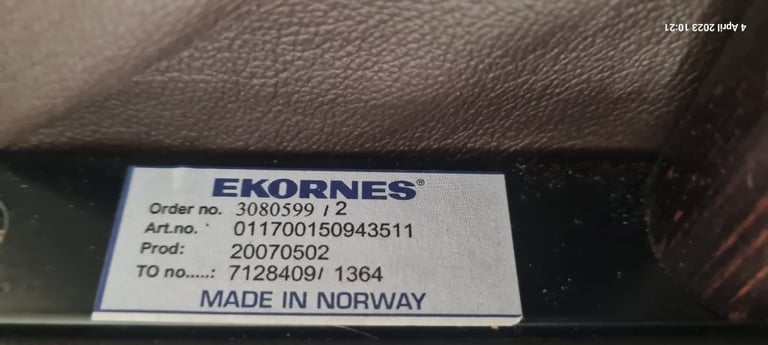 4 April 2023 10:21
EKORNES®
Order no. 3080599 / 2
Art.no. 011700150943511
Prod: 20070502
TO no.....: 7128409/ 1364
MADE IN NORWAY